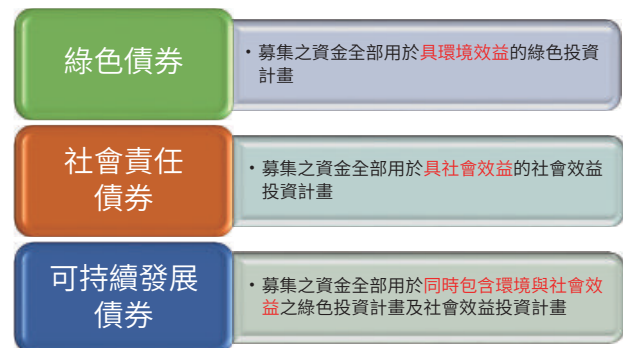 綠色債券
・募集之資金全部用於具環境效益的綠色投資
計畫
社會責任
債券
・募集之資金全部用於具社會效益的社會效益
投資計畫
可持續發展
債券
・募集之資金全部用於同時包含環境與社會效
益之綠色投資計畫及社會效益投資計畫